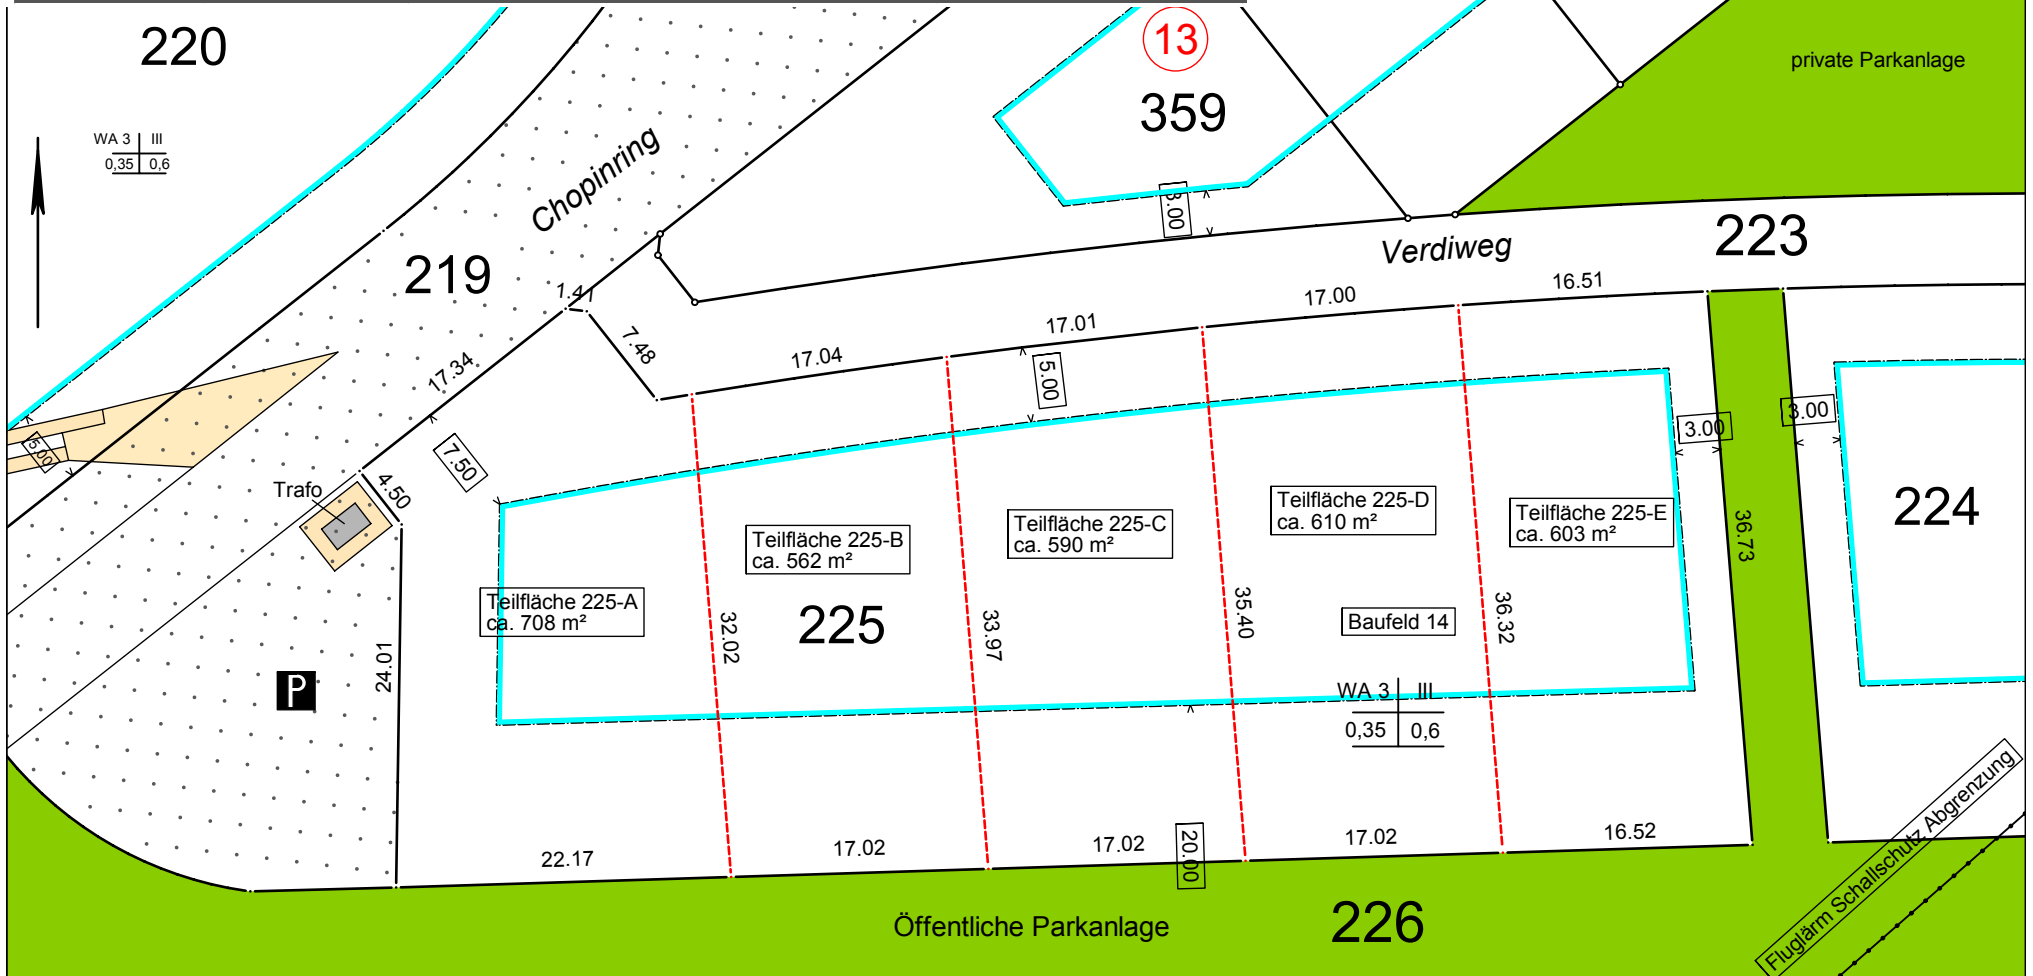 220
13
private Parkanlage
359
WA 3 III
0,35 0,6
Chopinring
3.00
Verdiweg
223
219
1.41
17.00
16.51
7.48
17.04
17.01
17.34
5.00
5.00
7.50
3.00
3.00
4.50
Trafo
Teilfläche 225-A
ca. 708 m²
Teilfläche 225-B
ca. 562 m²
Teilfläche 225-C
ca. 590 m²
Teilfläche 225-D
ca. 610 m²
Teilfläche 225-E
ca. 603 m²
224
36.73
225
Baufeld 14
32.02
33.97
35.40
36.32
24.01
P
WA 3 III
0,35 0,6
22.17
17.02
17.02
20.00
17.02
16.52
Fluglärm Schallschutz Abgrenzung
Öffentliche Parkanlage
226